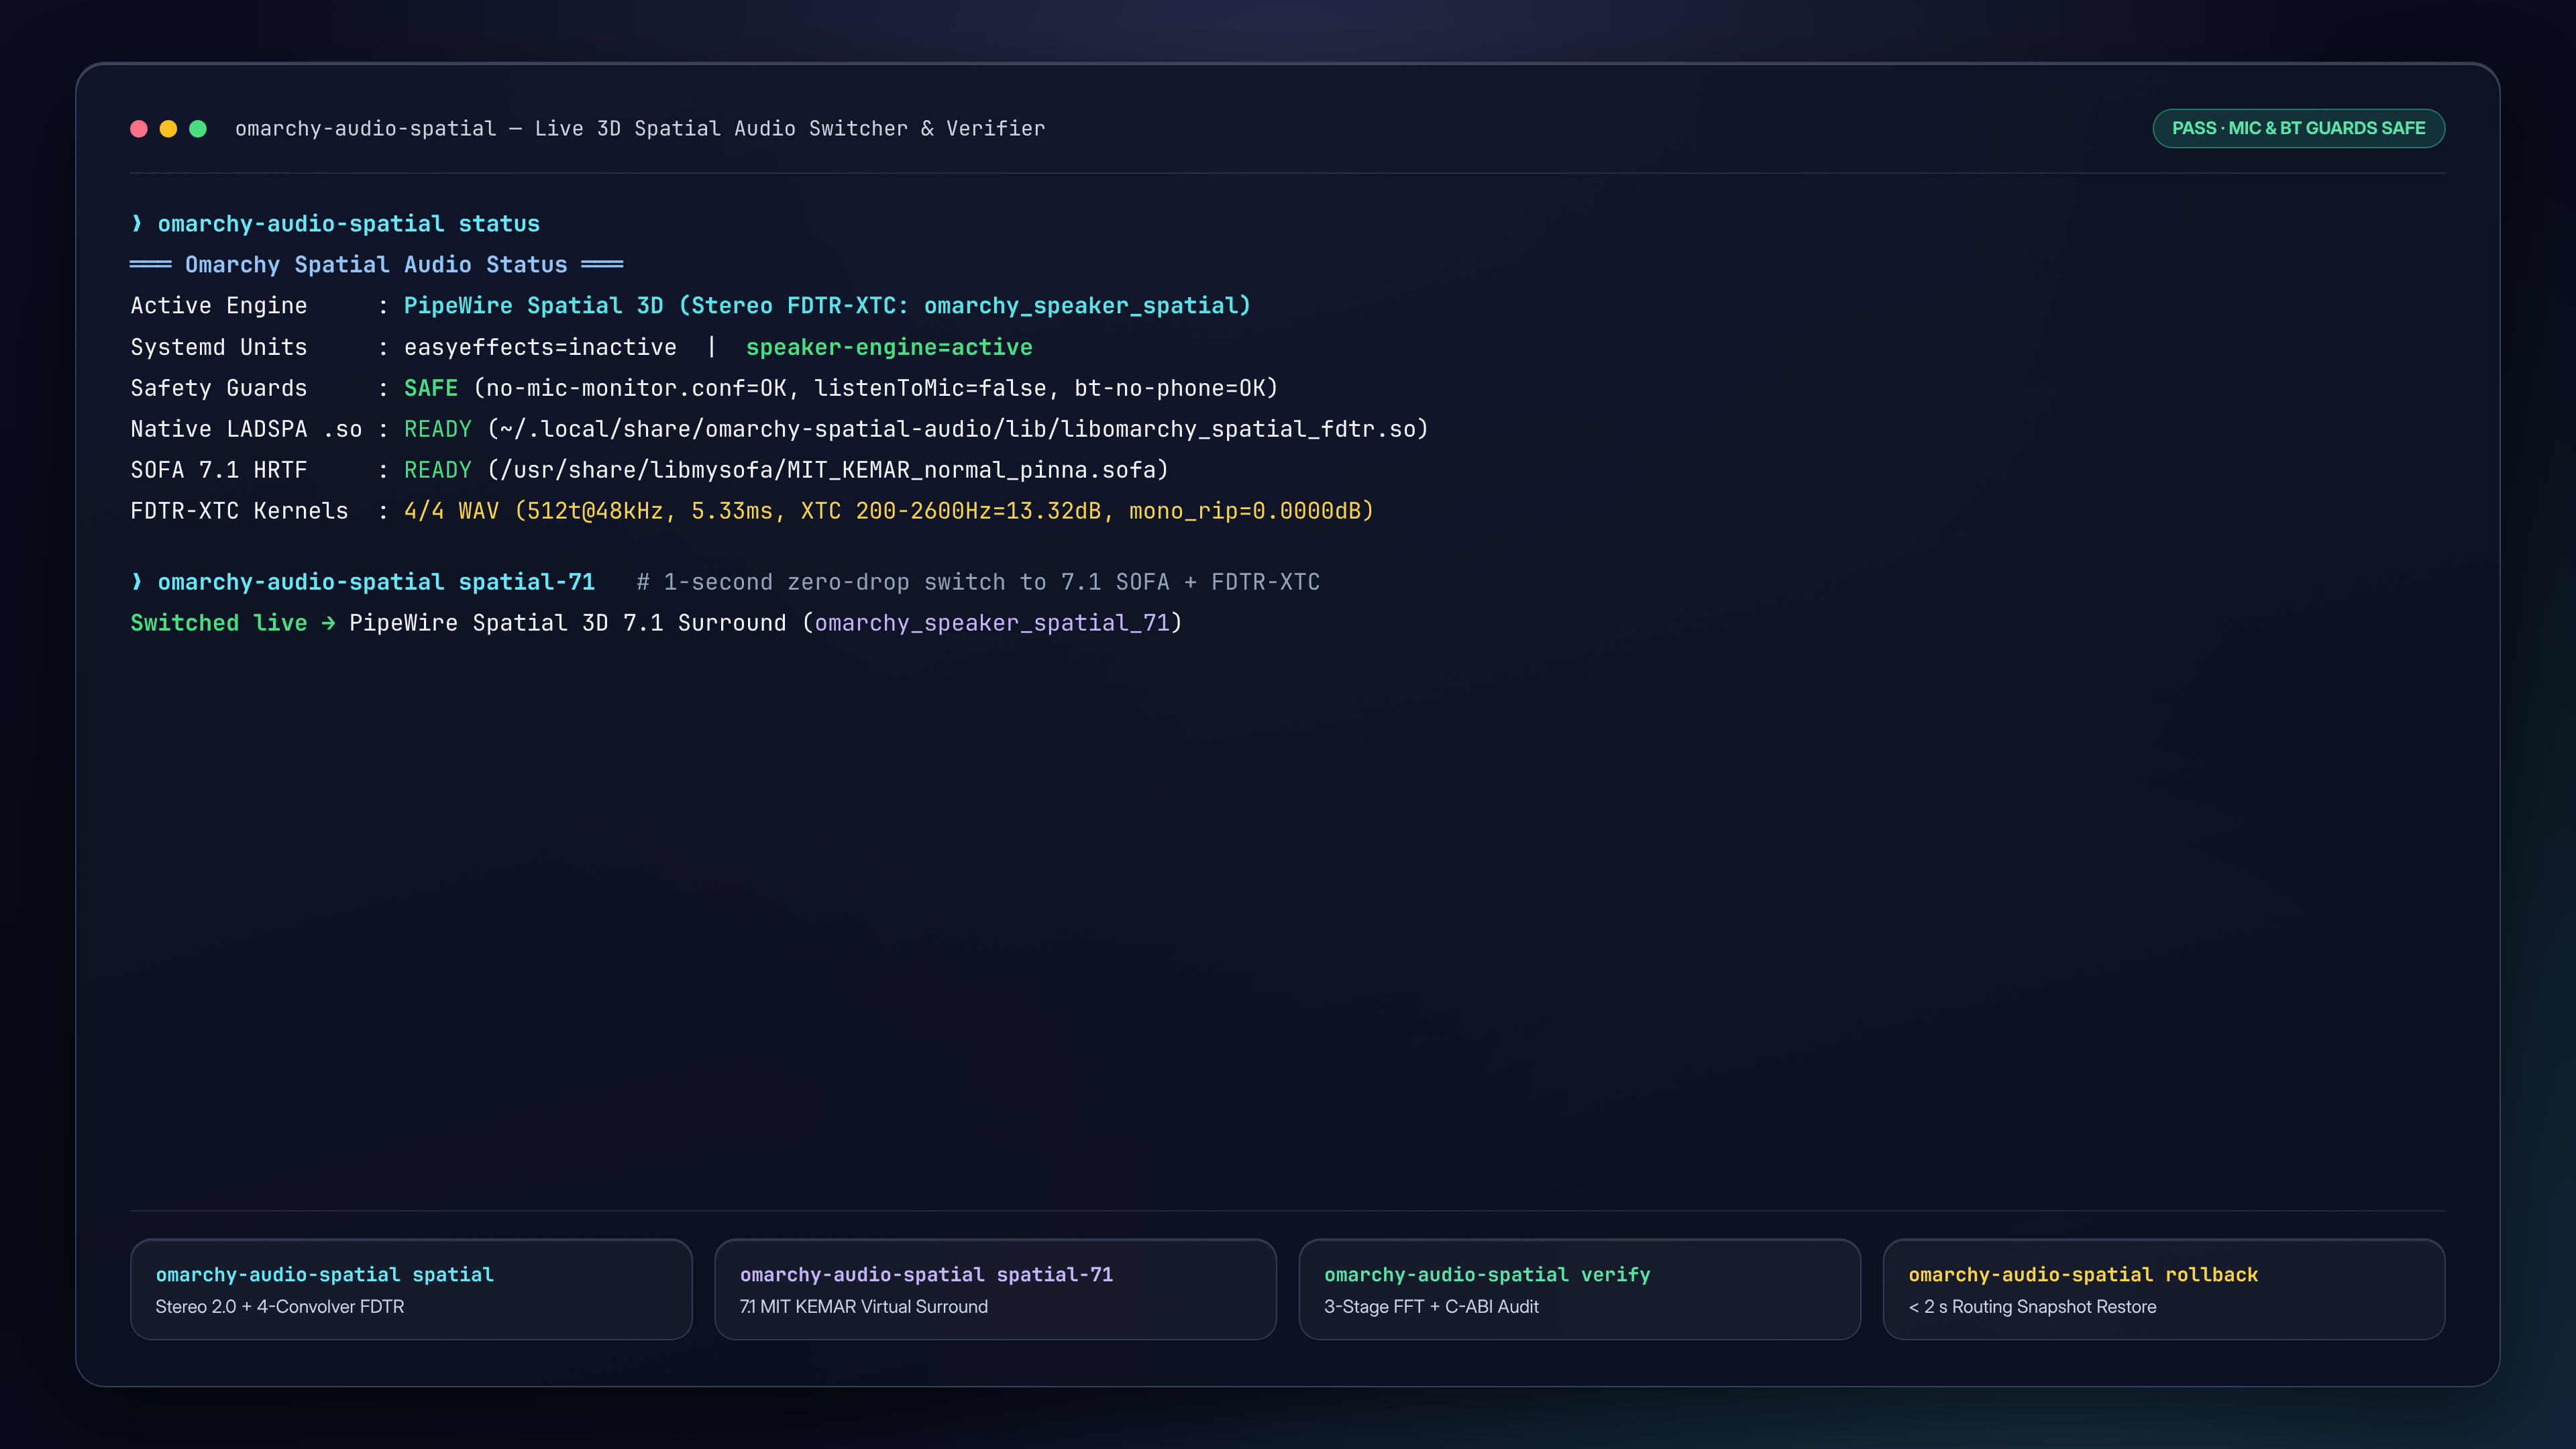 omarchy-audio-spatial — Live 3D Spatial Audio Switcher & Verifier
PASS · MIC & BT GUARDS SAFE
❯ omarchy-audio-spatial status
═══ Omarchy Spatial Audio Status ═══
Active Engine : PipeWire Spatial 3D (Stereo FDTR-XTC: omarchy_speaker_spatial)
Systemd Units : easyeffects=inactive | speaker-engine=active
Safety Guards : SAFE (no-mic-monitor.conf=OK, listenToMic=false, bt-no-phone=OK)
Native LADSPA .so : READY (~/.local/share/omarchy-spatial-audio/lib/libomarchy_spatial_fdtr.so)
SOFA 7.1 HRTF : READY (/usr/share/libmysofa/MIT_KEMAR_normal_pinna.sofa)
FDTR-XTC Kernels : 4/4 WAV (512t@48kHz, 5.33ms, XTC 200-2600Hz=13.32dB, mono_rip=0.0000dB)
❯ omarchy-audio-spatial spatial-71 # 1-second zero-drop switch to 7.1 SOFA + FDTR-XTC
Switched live → PipeWire Spatial 3D 7.1 Surround (omarchy_speaker_spatial_71)
omarchy-audio-spatial spatial
Stereo 2.0 + 4-Convolver FDTR
omarchy-audio-spatial spatial-71
7.1 MIT KEMAR Virtual Surround
omarchy-audio-spatial verify
3-Stage FFT + C-ABI Audit
omarchy-audio-spatial rollback
< 2 s Routing Snapshot Restore